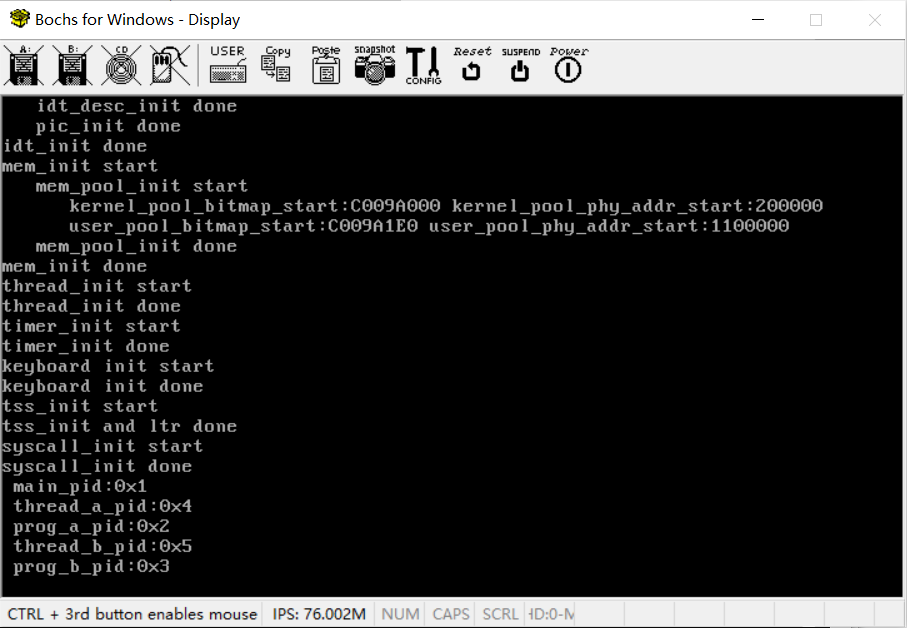 Bochs for Windows - Display
A: B: CD USER Copy Paste snapshot CONFIG Reset SUSPEND Power
idt_desc_init done
pic_init done
idt_init done
mem_init start
mem_pool_init start
kernel_pool_bitmap_start:C009A000 kernel_pool_phy_addr_start:200000
user_pool_bitmap_start:C009A1E0 user_pool_phy_addr_start:1100000
mem_pool_init done
mem_init done
thread_init start
thread_init done
timer_init start
timer_init done
keyboard init start
keyboard init done
tss_init start
tss_init and ltr done
syscall_init start
syscall_init done
main_pid:0x1
thread_a_pid:0x4
prog_a_pid:0x2
thread_b_pid:0x5
prog_b_pid:0x3
CTRL + 3rd button enables mouse IPS: 76.002M NUM CAPS SCRL